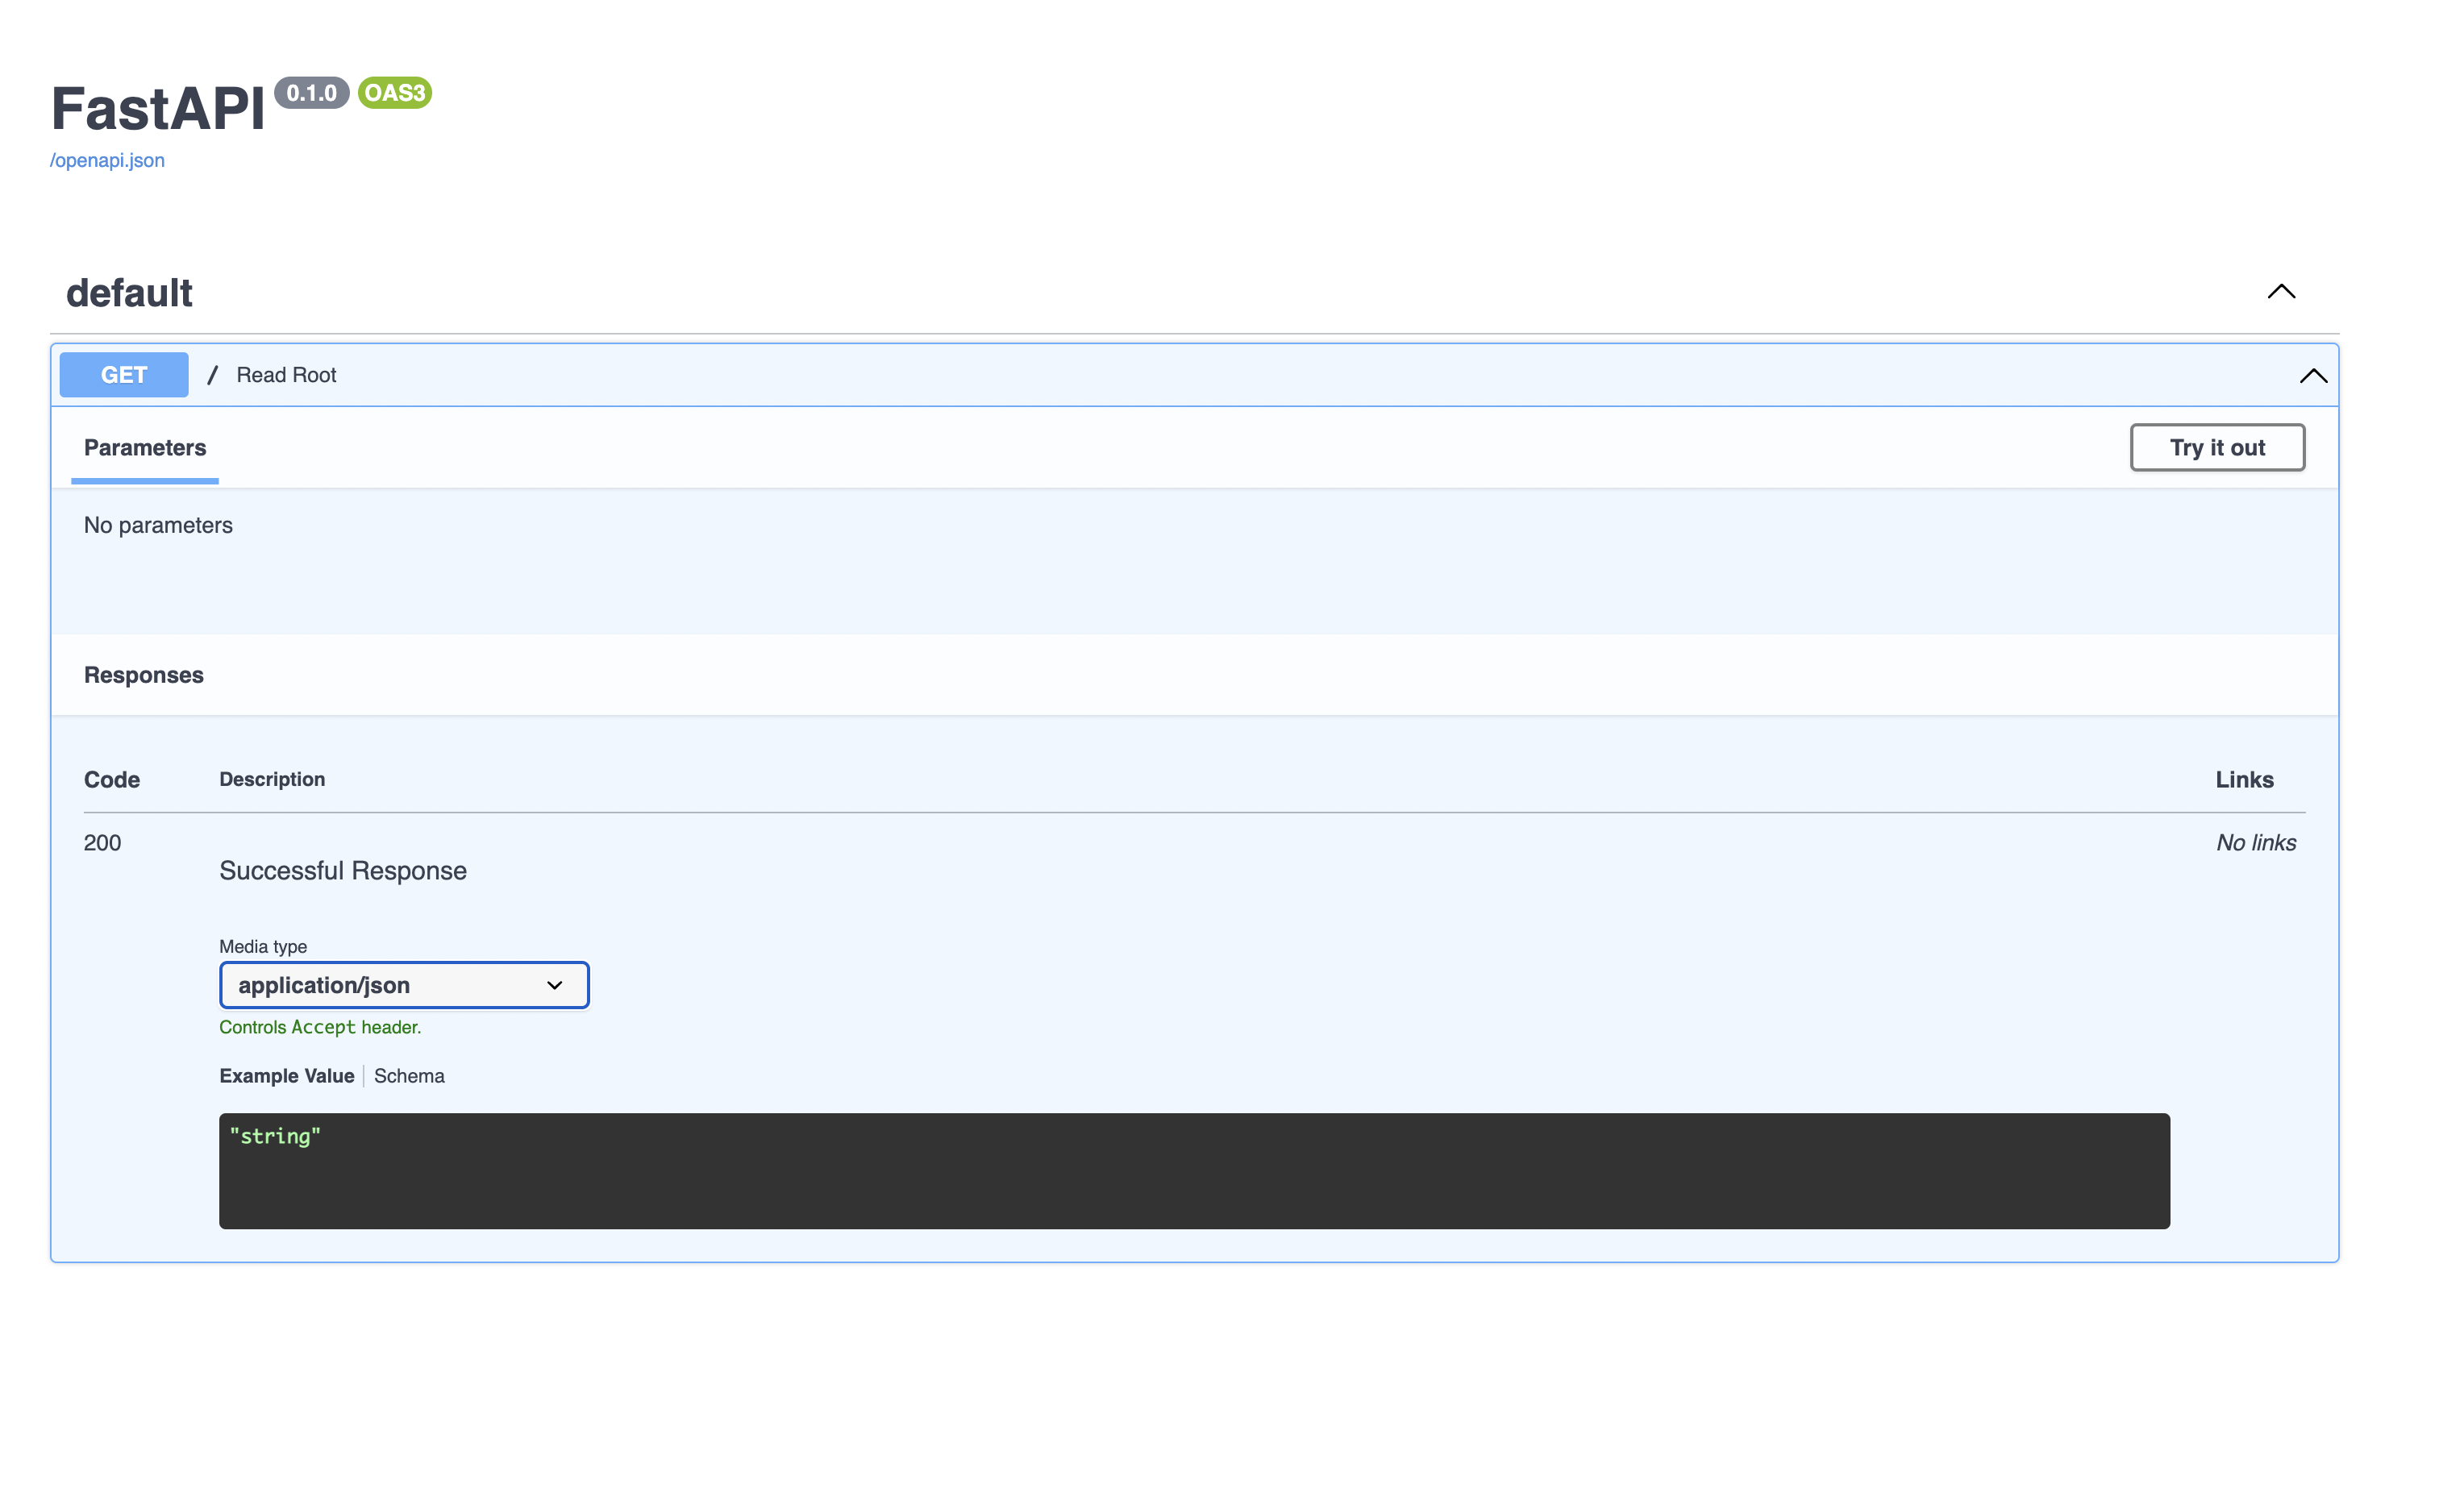 FastAPI 0.1.0 OAS3
/openapi.json
default
GET / Read Root
Parameters Try it out
No parameters
Responses
Code Description Links
200 No links
Successful Response
Media type
application/json
Controls Accept header.
Example Value Schema
"string"